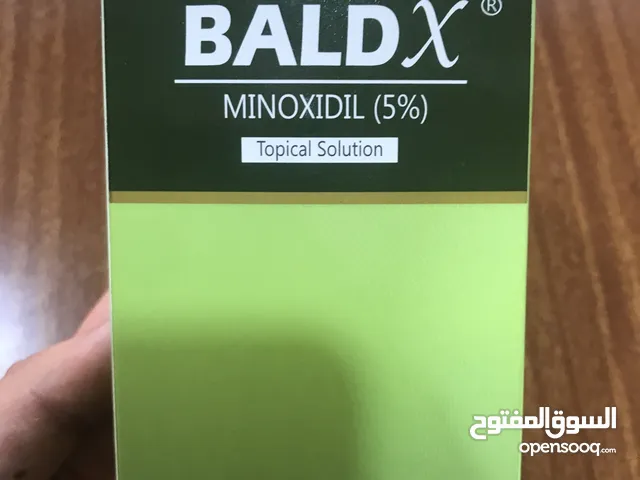 BALDX®
MINOXIDIL (5%)
Topical Solution
السوق المفتوح
opensooq.com